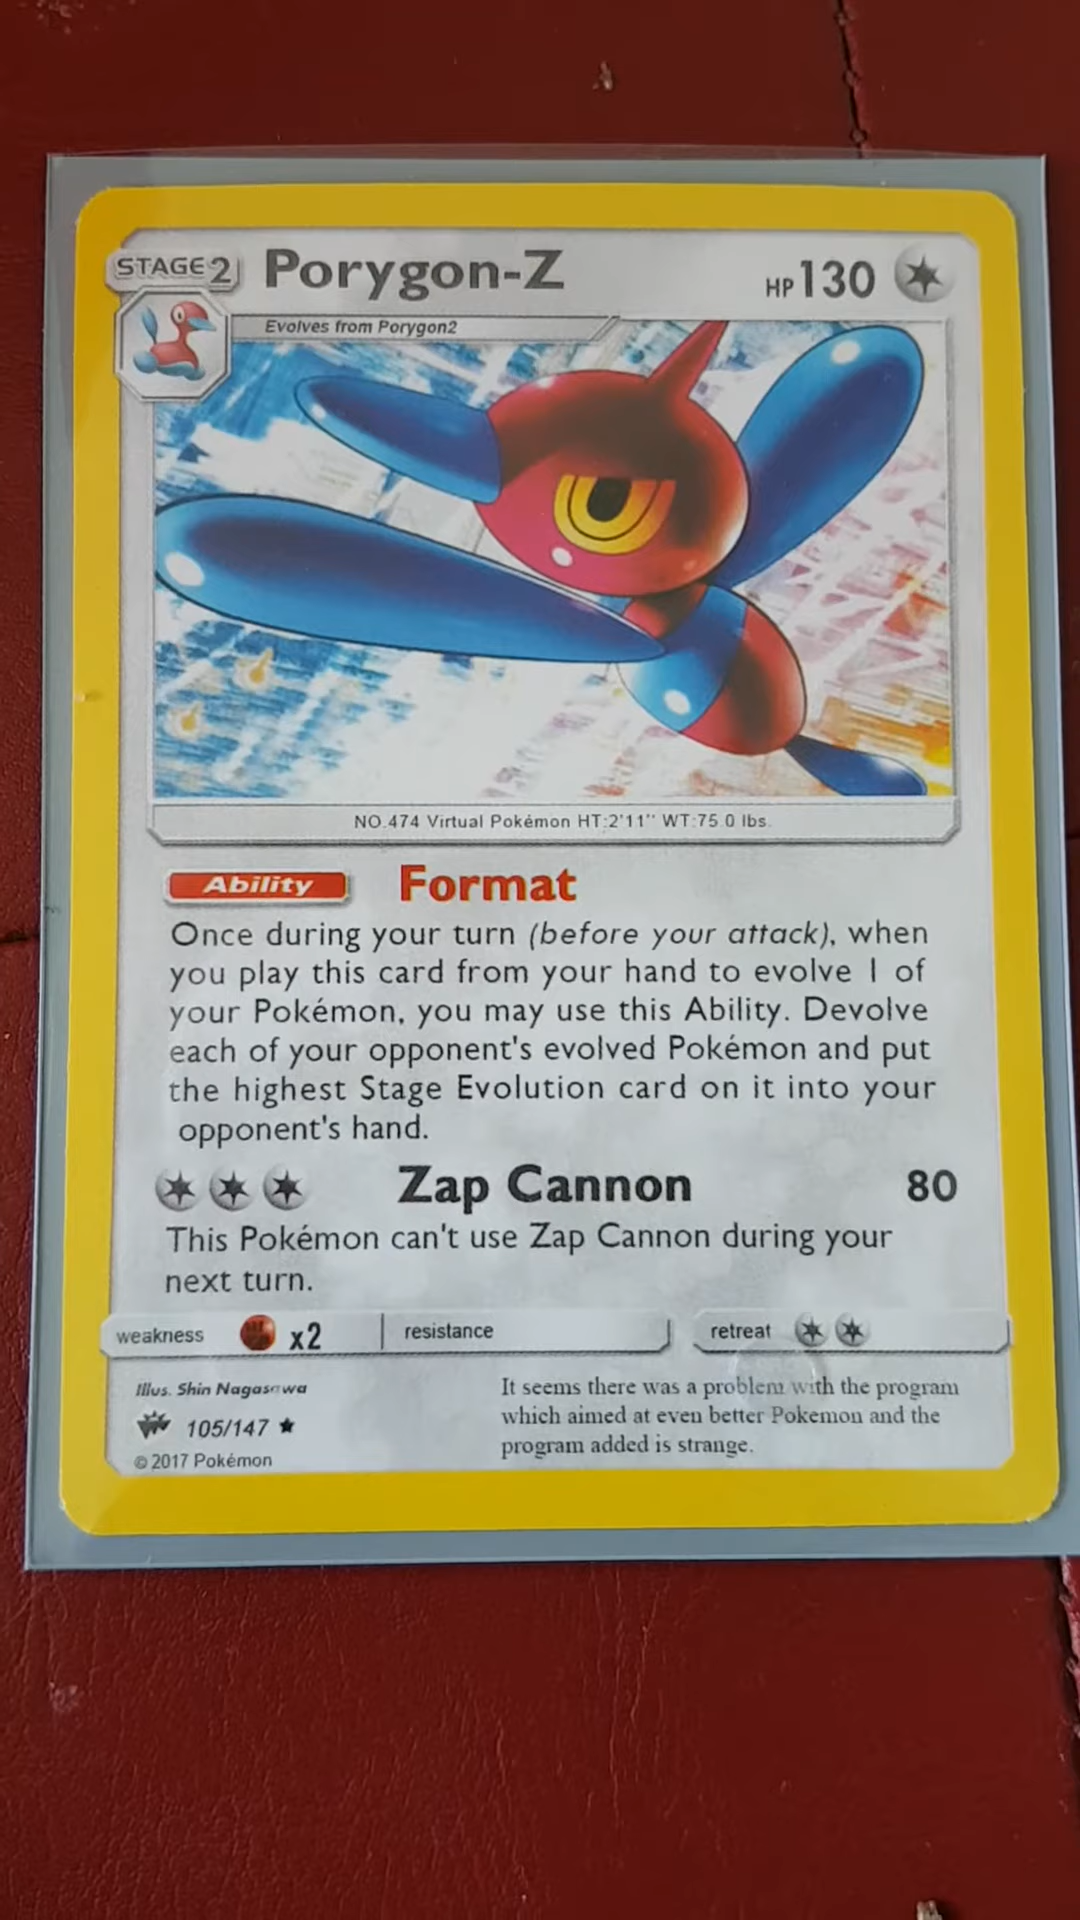 STAGE 2 Porygon-Z HP 130
Evolves from Porygon2
NO.474 Virtual Pokémon HT:2'11" WT:75.0 lbs.
Ability Format
Once during your turn (before your attack), when
you play this card from your hand to evolve 1 of
your Pokémon, you may use this Ability. Devolve
each of your opponent's evolved Pokémon and put
the highest Stage Evolution card on it into your
opponent's hand.
Zap Cannon 80
This Pokémon can't use Zap Cannon during your
next turn.
weakness x2 resistance retreat
Illus. Shin Nagasawa
105/147 ★
© 2017 Pokémon
It seems there was a problem with the program
which aimed at even better Pokemon and the
program added is strange.